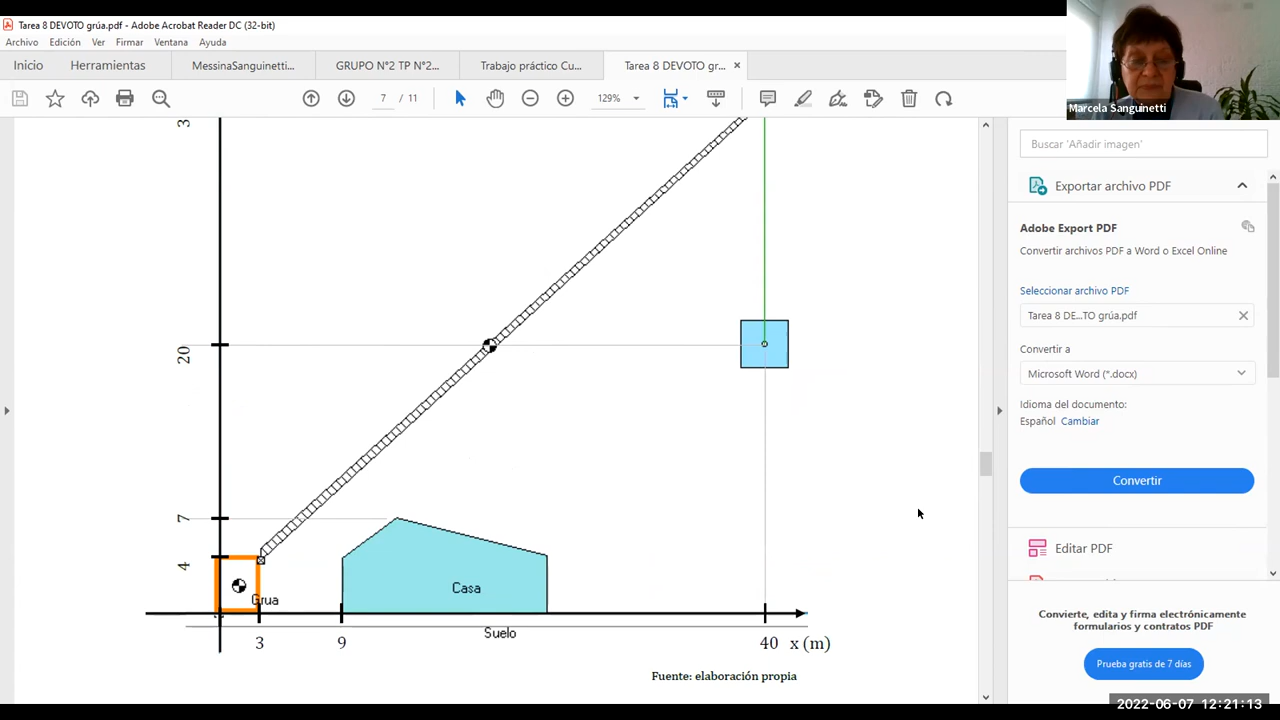 Tarea 8 DEVOTO grúa.pdf - Adobe Acrobat Reader DC (32-bit)
Archivo Edición Ver Firmar Ventana Ayuda
Inicio Herramientas MessinaSanguinetti... GRUPO N°2 TP N°2... Trabajo práctico Cu... Tarea 8 DEVOTO gr... ×
7 / 11 129%
Marcela Sanguinetti
Buscar 'Añadir imagen'
Exportar archivo PDF
Adobe Export PDF
Convertir archivos PDF a Word o Excel Online
Seleccionar archivo PDF
Tarea 8 DE...TO grúa.pdf
Convertir a
Microsoft Word (*.docx)
Idioma del documento:
Español Cambiar
Convertir
Editar PDF
Convierte, edita y firma electrónicamente
formularios y contratos PDF
Prueba gratis de 7 días
3
20
7
4
Grua
Casa
Suelo
3 9 40 x (m)
Fuente: elaboración propia
2022-06-07 12:21:13